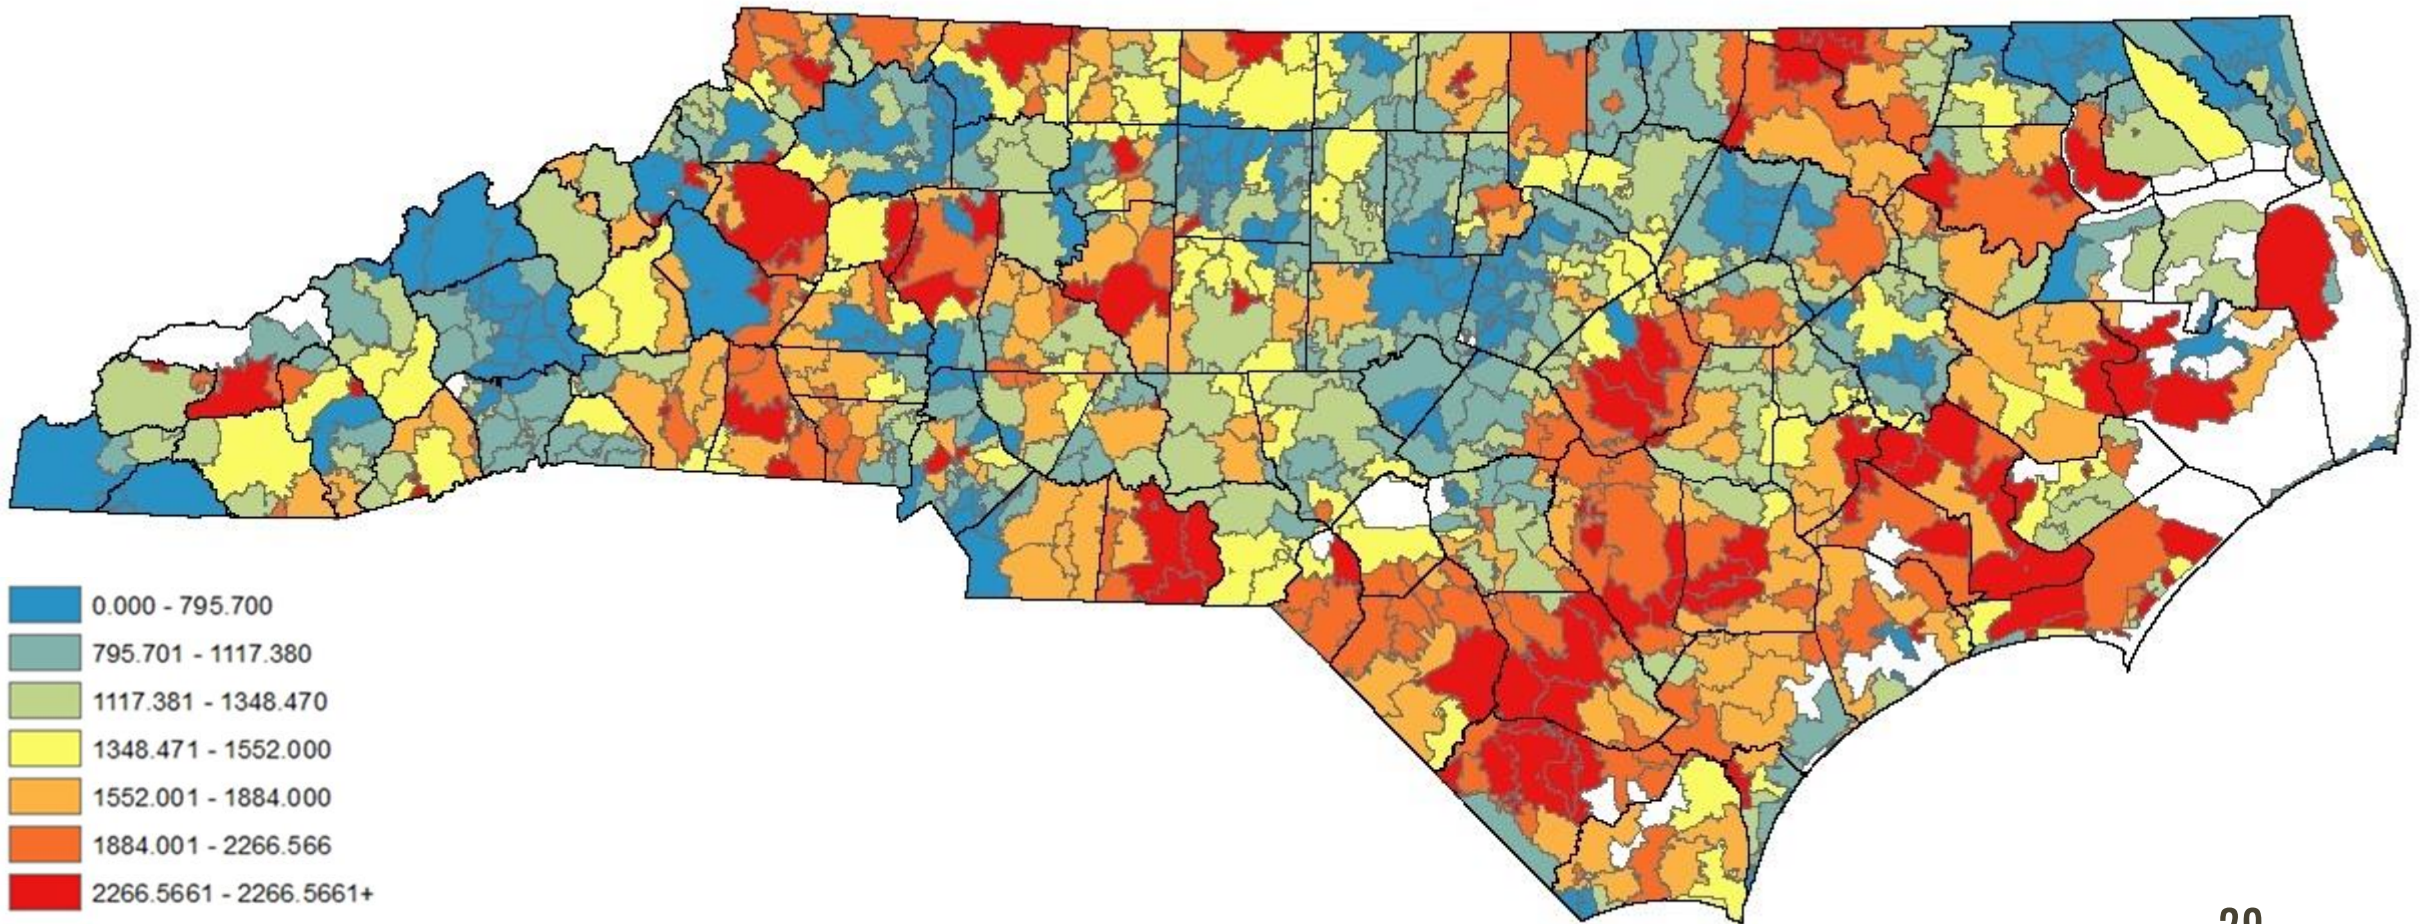 0.000 - 795.700
795.701 - 1117.380
1117.381 - 1348.470
1348.471 - 1552.000
1552.001 - 1884.000
1884.001 - 2266.566
2266.5661 - 2266.5661+